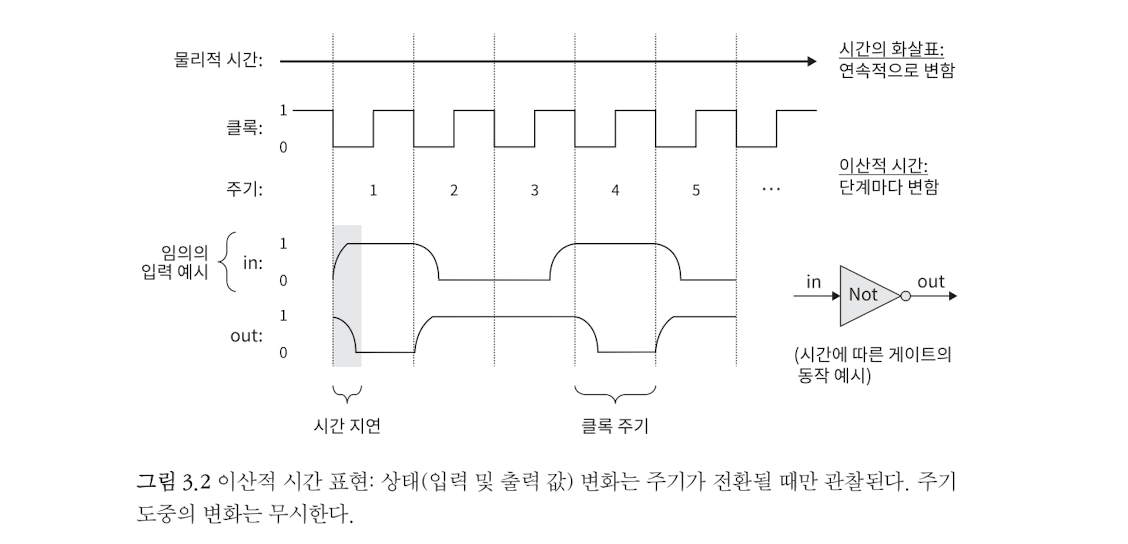 물리적 시간:
시간의 화살표:
연속적으로 변함
클록:
1
0
이산적 시간:
단계마다 변함
주기:
1 2 3 4 5 ···
임의의
입력 예시
in:
1
0
out:
1
0
in Not out
(시간에 따른 게이트의
동작 예시)
시간 지연
클록 주기
그림 3.2 이산적 시간 표현: 상태(입력 및 출력 값) 변화는 주기가 전환될 때만 관찰된다. 주기
도중의 변화는 무시한다.